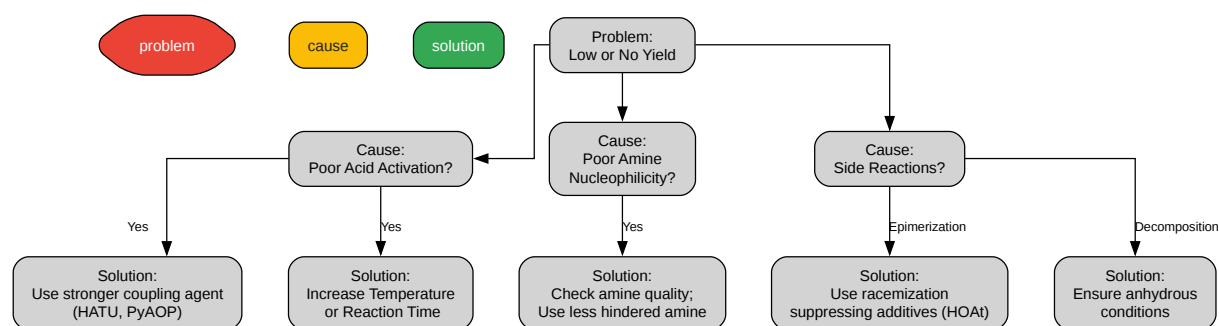 problem
cause
solution
Problem:
Low or No Yield
Cause:
Poor Acid Activation?
Cause:
Poor Amine
Nucleophilicity?
Cause:
Side Reactions?
Yes
Yes
Yes
Epimerization
Decomposition
Solution:
Use stronger coupling agent
(HATU, PyAOP)
Solution:
Increase Temperature
or Reaction Time
Solution:
Check amine quality;
Use less hindered amine
Solution:
Use racemization
suppressing additives (HOAt)
Solution:
Ensure anhydrous
conditions